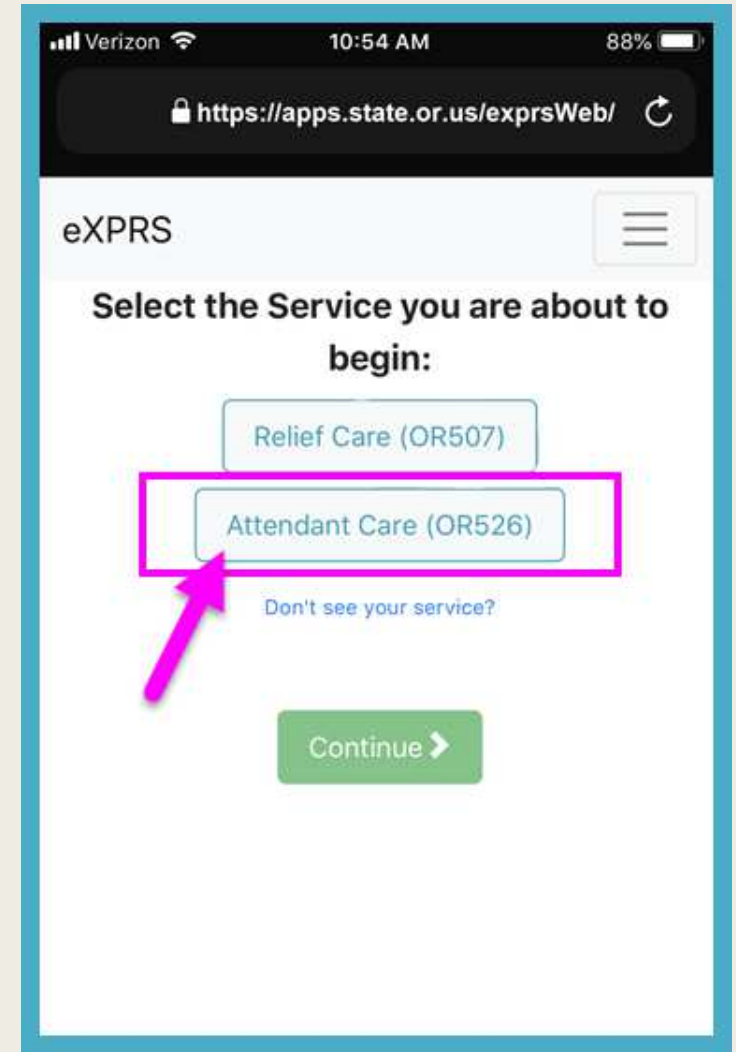 Verizon 10:54 AM 88%
https://apps.state.or.us/exprsWeb/
eXPRS
Select the Service you are about to
begin:
Relief Care (OR507)
Attendant Care (OR526)
Don't see your service?
Continue